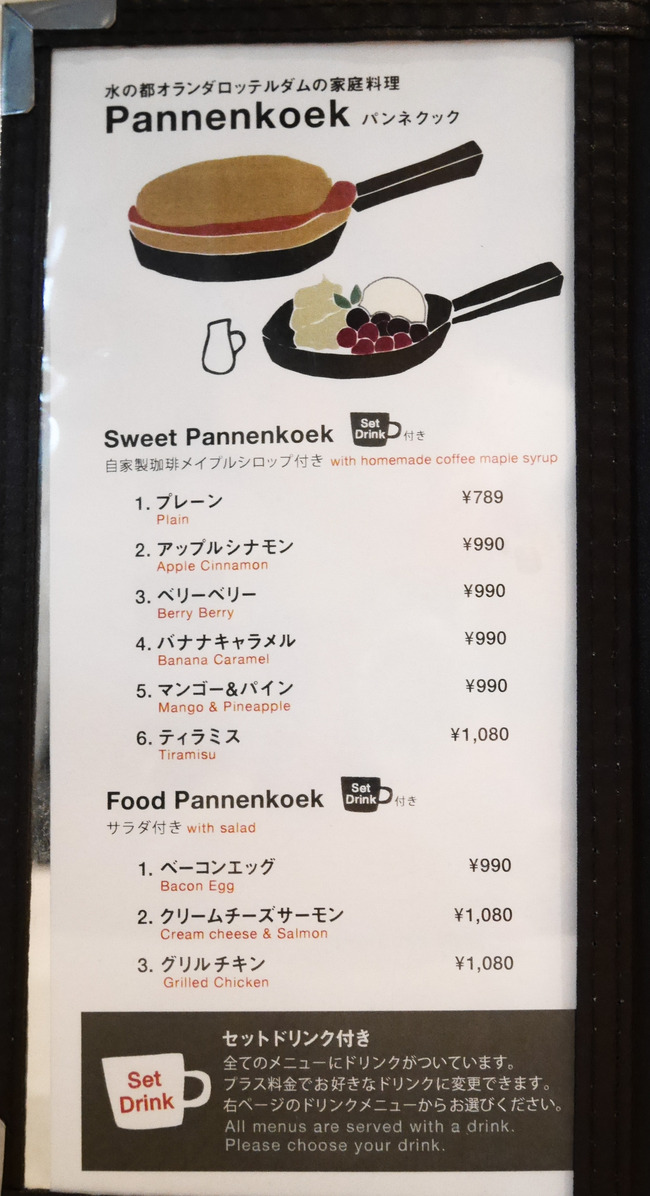 水の都オランダロッテルダムの家庭料理
Pannenkoek パンネクック
Sweet Pannenkoek Set Drink 付き
自家製珈琲メイプルシロップ付き with homemade coffee maple syrup
1. プレーン ¥789
Plain
2. アップルシナモン ¥990
Apple Cinnamon
3. ベリーベリー ¥990
Berry Berry
4. バナナキャラメル ¥990
Banana Caramel
5. マンゴー&パイン ¥990
Mango & Pineapple
6. ティラミス ¥1,080
Tiramisu
Food Pannenkoek Set Drink 付き
サラダ付き with salad
1. ベーコンエッグ ¥990
Bacon Egg
2. クリームチーズサーモン ¥1,080
Cream cheese & Salmon
3. グリルチキン ¥1,080
Grilled Chicken
Set
Drink
セットドリンク付き
全てのメニューにドリンクがついています。
プラス料金でお好きなドリンクに変更できます。
右ページのドリンクメニューからお選びください。
All menus are served with a drink.
Please choose your drink.